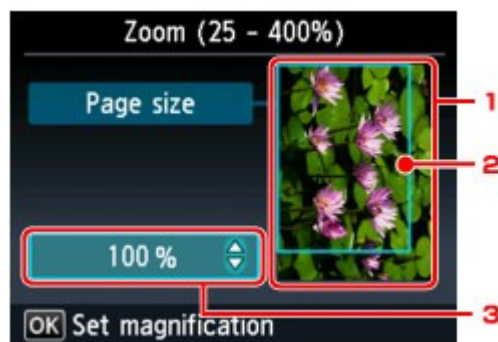 Zoom (25 - 400%)
Page size
1
2
100 %
3
OK Set magnification